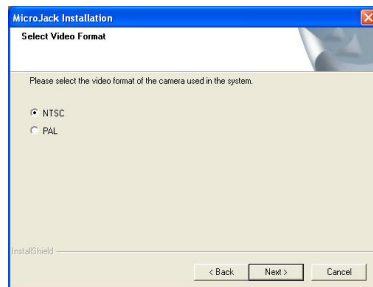 MicroJack Installation
Select Video Format
Please select the video format of the camera used in the system.
NTSC
PAL
InstallShield
< Back
Next >
Cancel